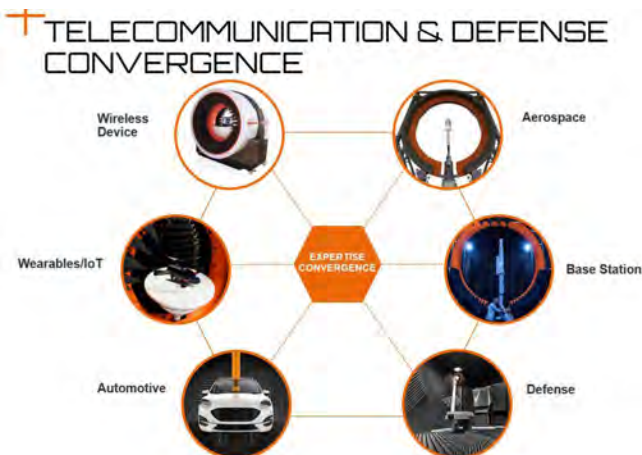 TELECOMMUNICATION & DEFENSE
CONVERGENCE
Wireless
Device
Aerospace
Wearables/IoT
EXPERTISE
CONVERGENCE
Base Station
Automotive
Defense